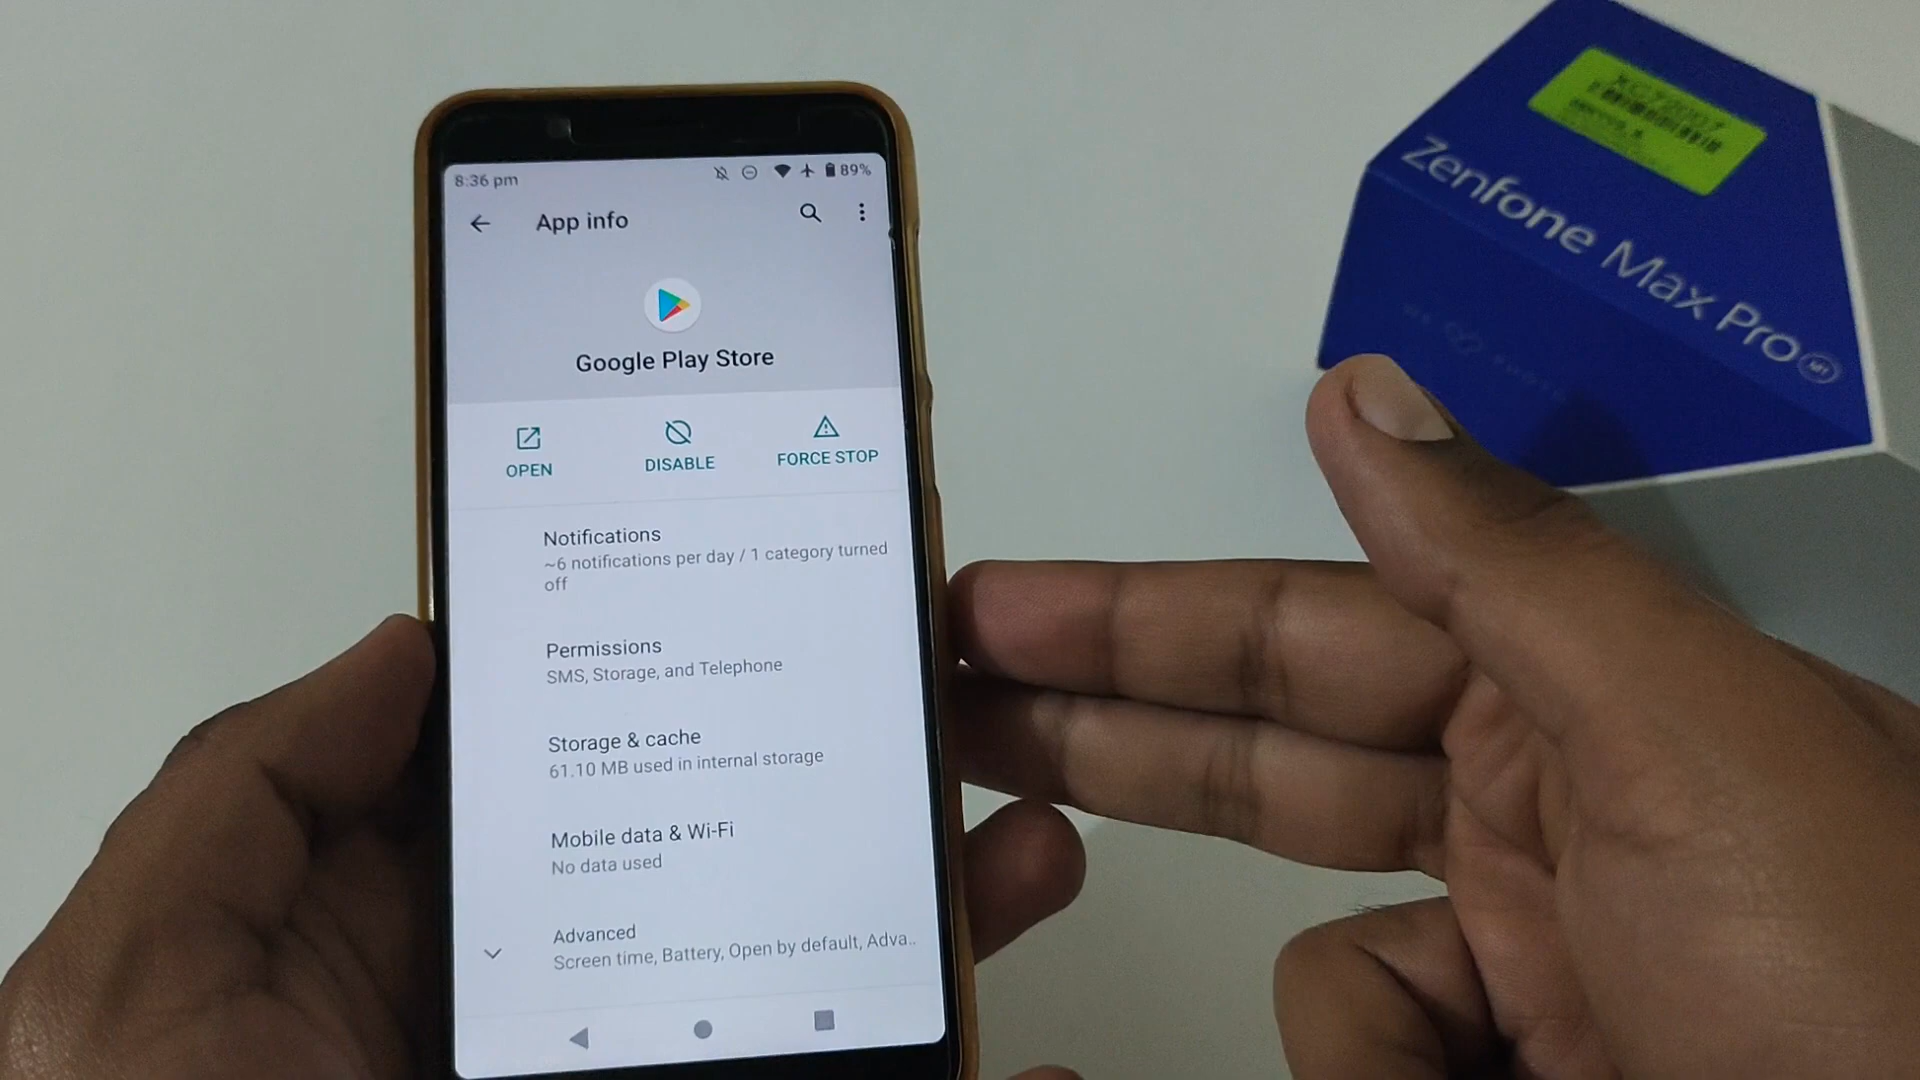 8:36 pm
89%
App info
Google Play Store
OPEN
DISABLE
FORCE STOP
Notifications
~6 notifications per day / 1 category turned
off
Permissions
SMS, Storage, and Telephone
Storage & cache
61.10 MB used in internal storage
Mobile data & Wi-Fi
No data used
Advanced
Screen time, Battery, Open by default, Adva..
Zenfone Max Pro